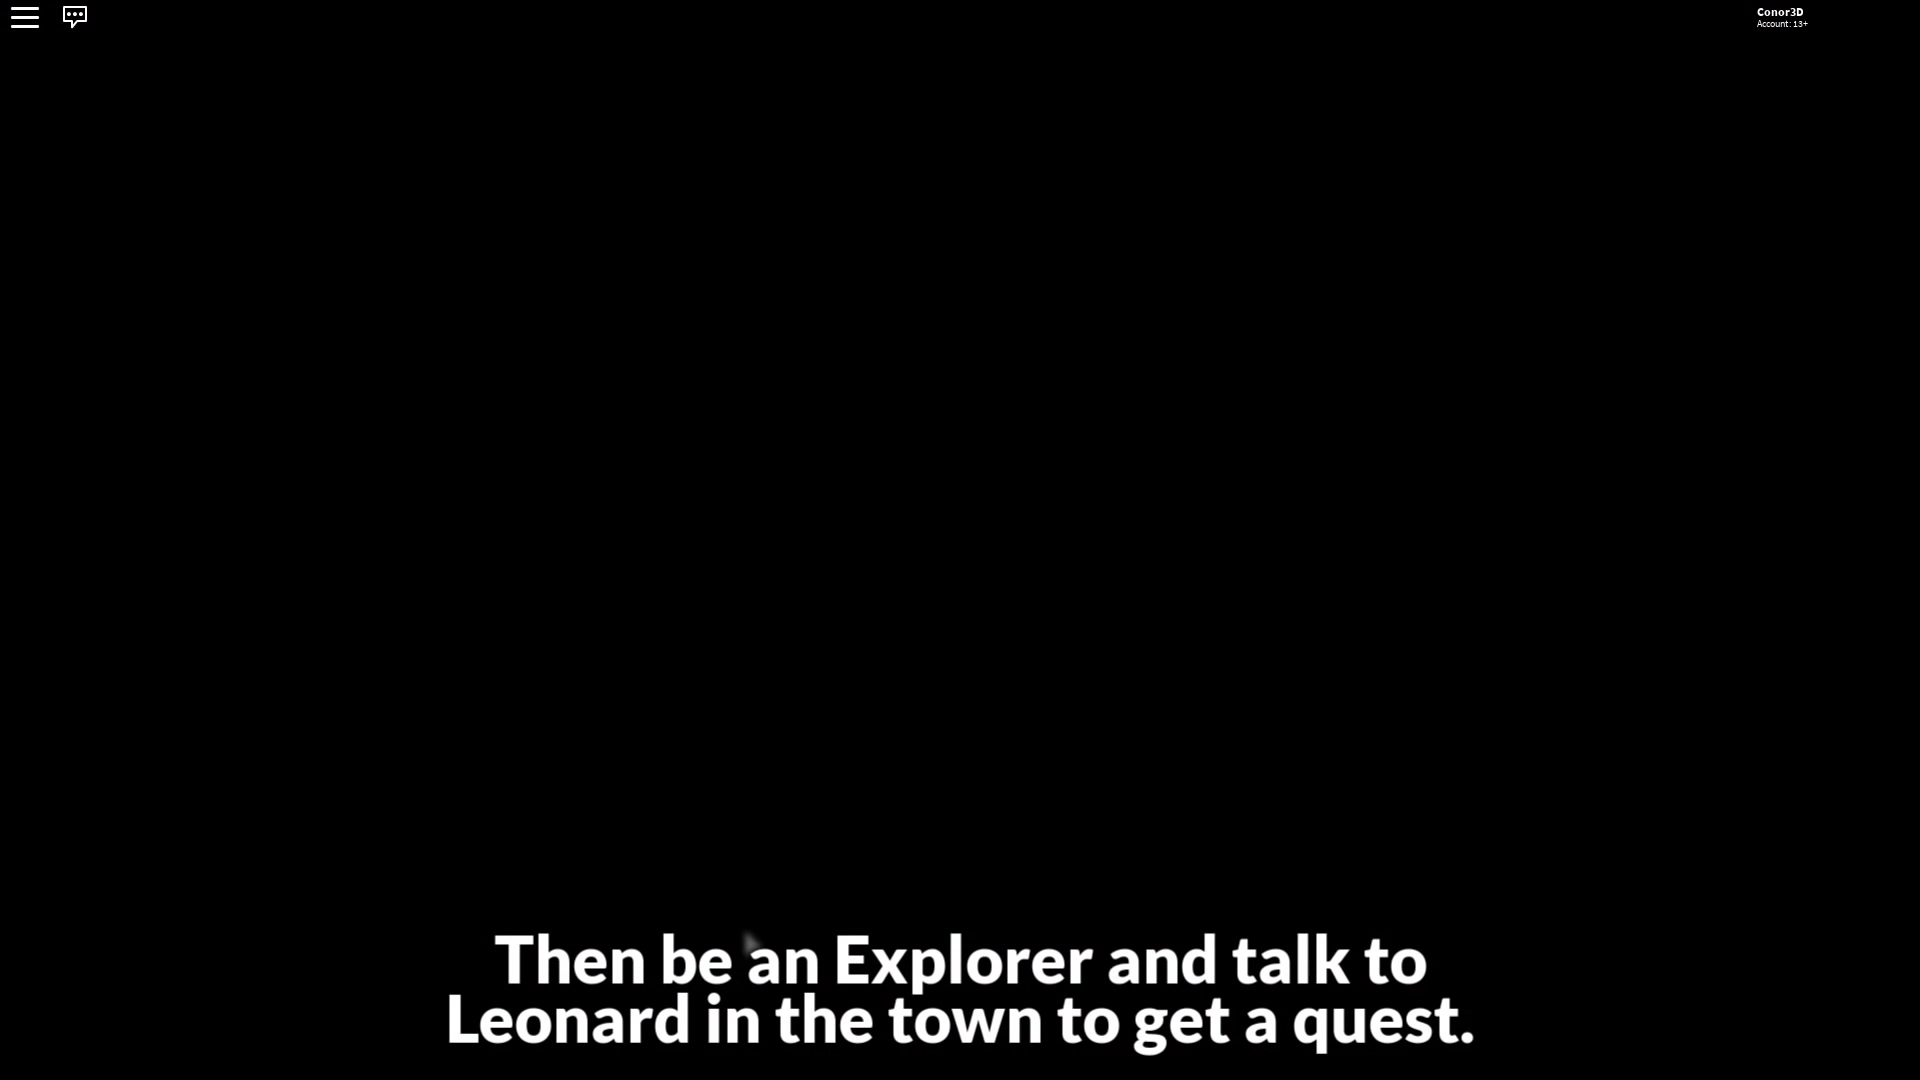 Conor3D
Account: 13+
Then be an Explorer and talk to
Leonard in the town to get a quest.